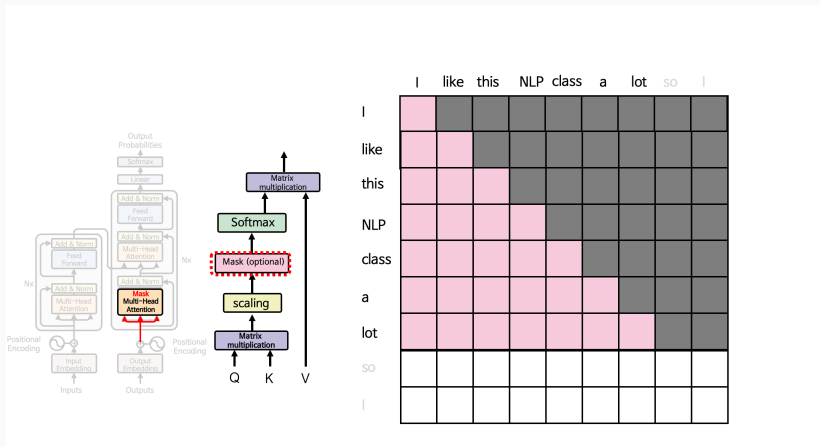 I like this NLP class a lot so I
I
like
this
NLP
class
a
lot
so
I
Matrix
multiplication
Softmax
Mask (optional)
scaling
Matrix
multiplication
Q K V
Output
Probabilities
Softmax
Linear
Add & Norm
Feed
Forward
Add & Norm
Multi-Head
Attention
Nx
Add & Norm
Mask
Multi-Head
Attention
Positional
Encoding
Output
Embedding
Outputs
Add & Norm
Feed
Forward
Nx
Add & Norm
Multi-Head
Attention
Positional
Encoding
Input
Embedding
Inputs